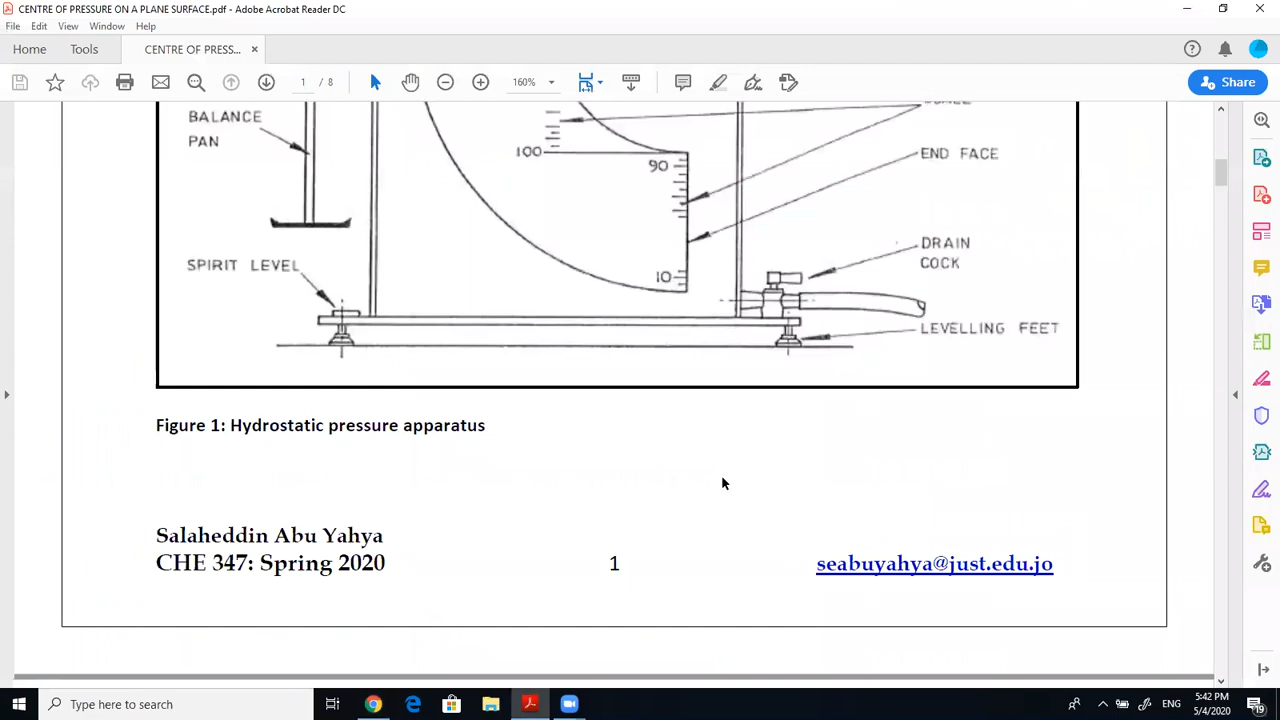 CENTRE OF PRESSURE ON A PLANE SURFACE.pdf - Adobe Acrobat Reader DC
File Edit View Window Help
Home Tools CENTRE OF PRESS... ×
1 / 8 160% Share
BALANCE
PAN
100
90
END FACE
10
SPIRIT LEVEL
DRAIN
COCK
LEVELLING FEET
Figure 1: Hydrostatic pressure apparatus
Salaheddin Abu Yahya
CHE 347: Spring 2020 1 seabuyahya@just.edu.jo
Type here to search
ENG
5:42 PM
5/4/2020
19